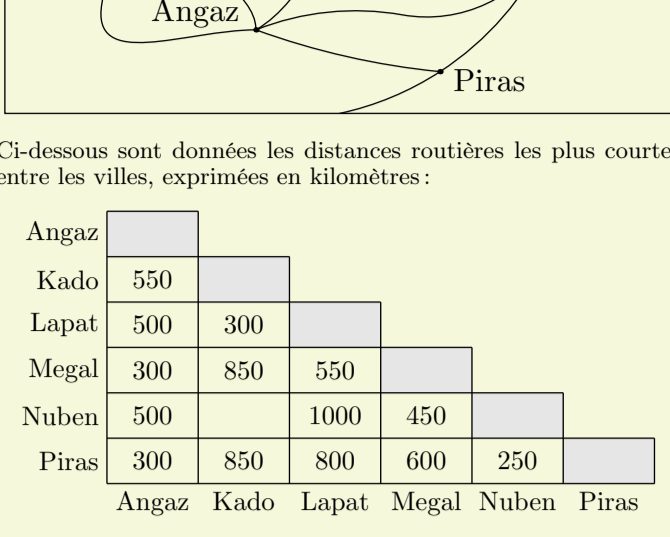 Angaz
Piras
Ci-dessous sont données les distances routières les plus courte
entre les villes, exprimées en kilomètres :
Angaz
Kado 550
Lapat 500 300
Megal 300 850 550
Nuben 500 1000 450
Piras 300 850 800 600 250
Angaz Kado Lapat Megal Nuben Piras